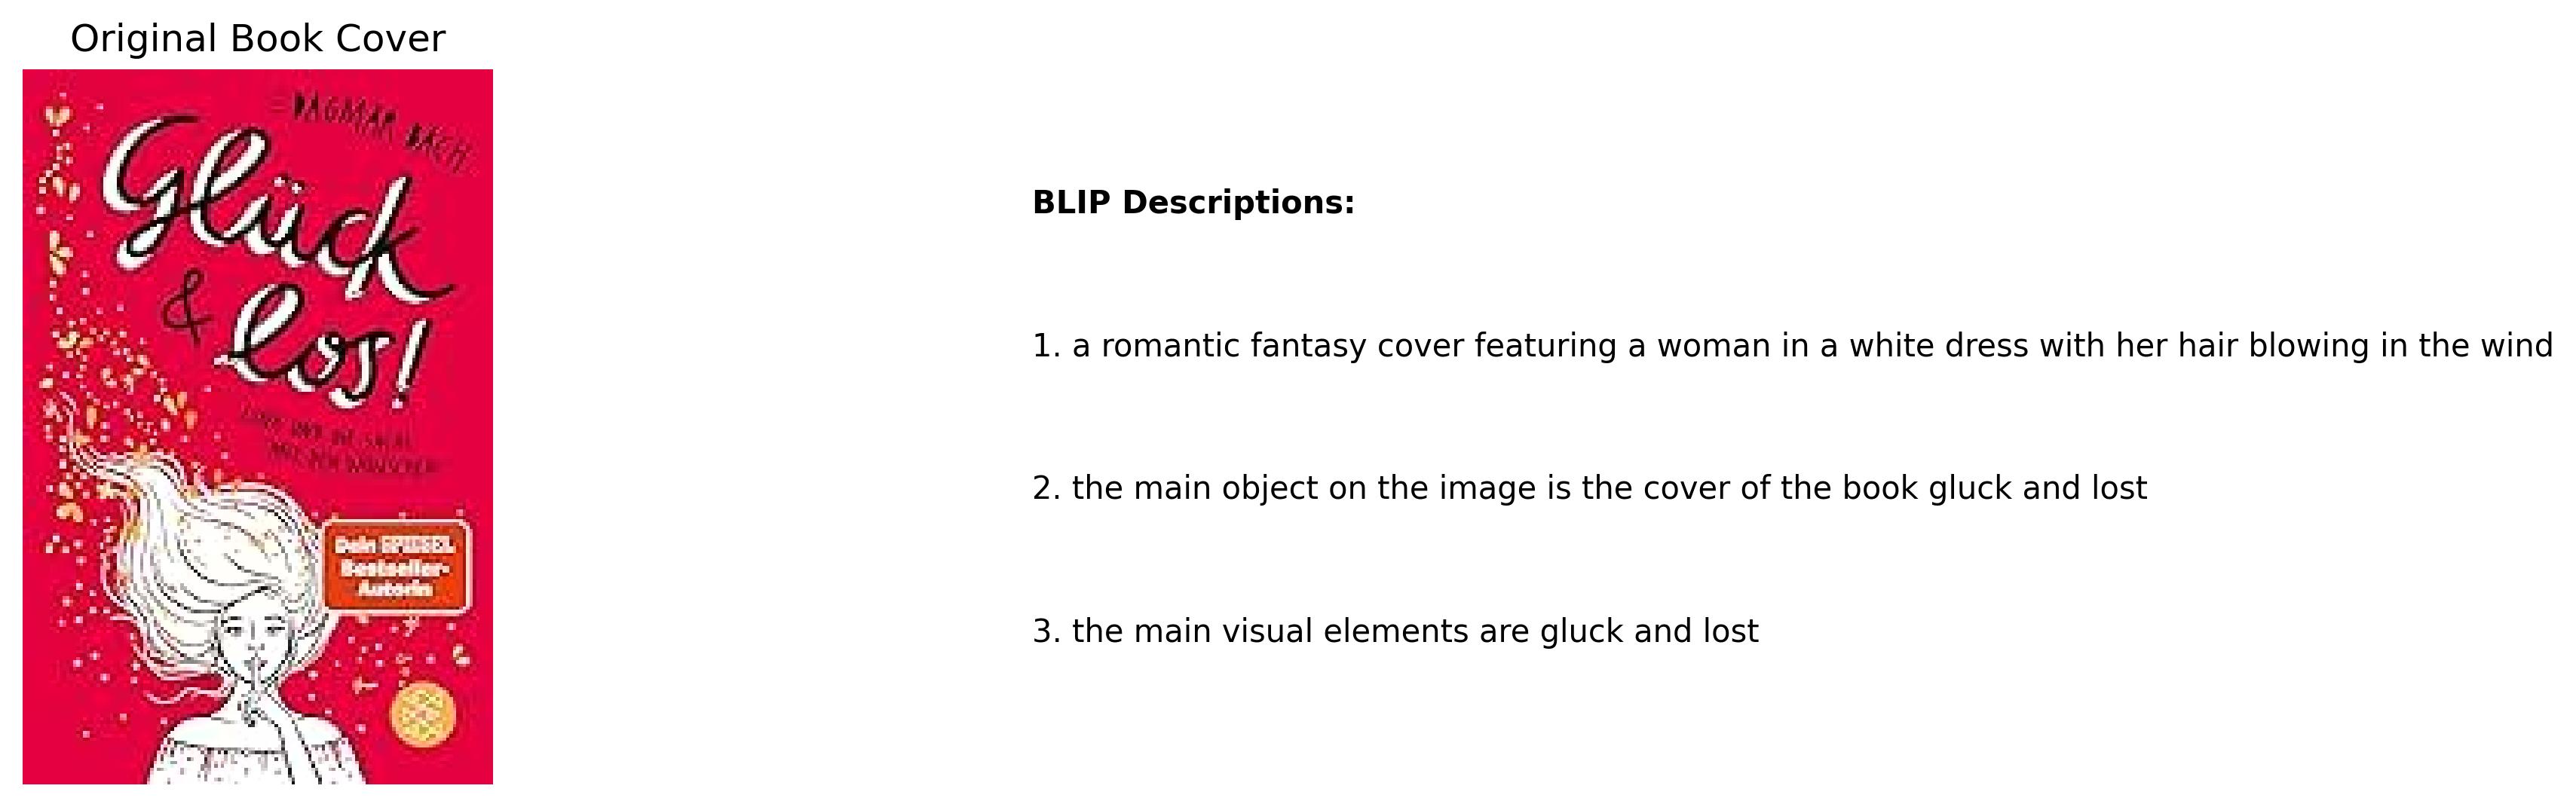 Original Book Cover
DAGMAR BACH
Glück
& los!
Dein SPIEGEL
Bestseller-
Autorin
BLIP Descriptions:
1. a romantic fantasy cover featuring a woman in a white dress with her hair blowing in the wind
2. the main object on the image is the cover of the book gluck and lost
3. the main visual elements are gluck and lost